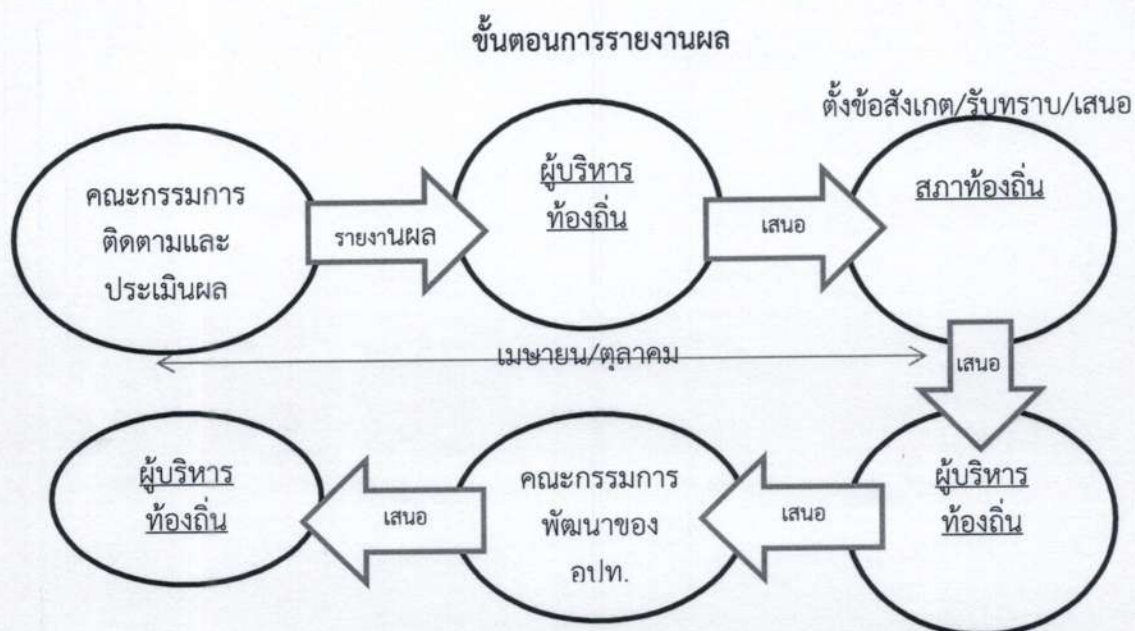 ขั้นตอนการรายงานผล
ตั้งข้อสังเกต/รับทราบ/เสนอ
คณะกรรมการ
ติดตามและ
ประเมินผล
รายงานผล
ผู้บริหาร
ท้องถิ่น
เสนอ
สภาท้องถิ่น
เมษายน/ตุลาคม
เสนอ
ผู้บริหาร
ท้องถิ่น
เสนอ
คณะกรรมการ
พัฒนาของ
อปท.
เสนอ
ผู้บริหาร
ท้องถิ่น